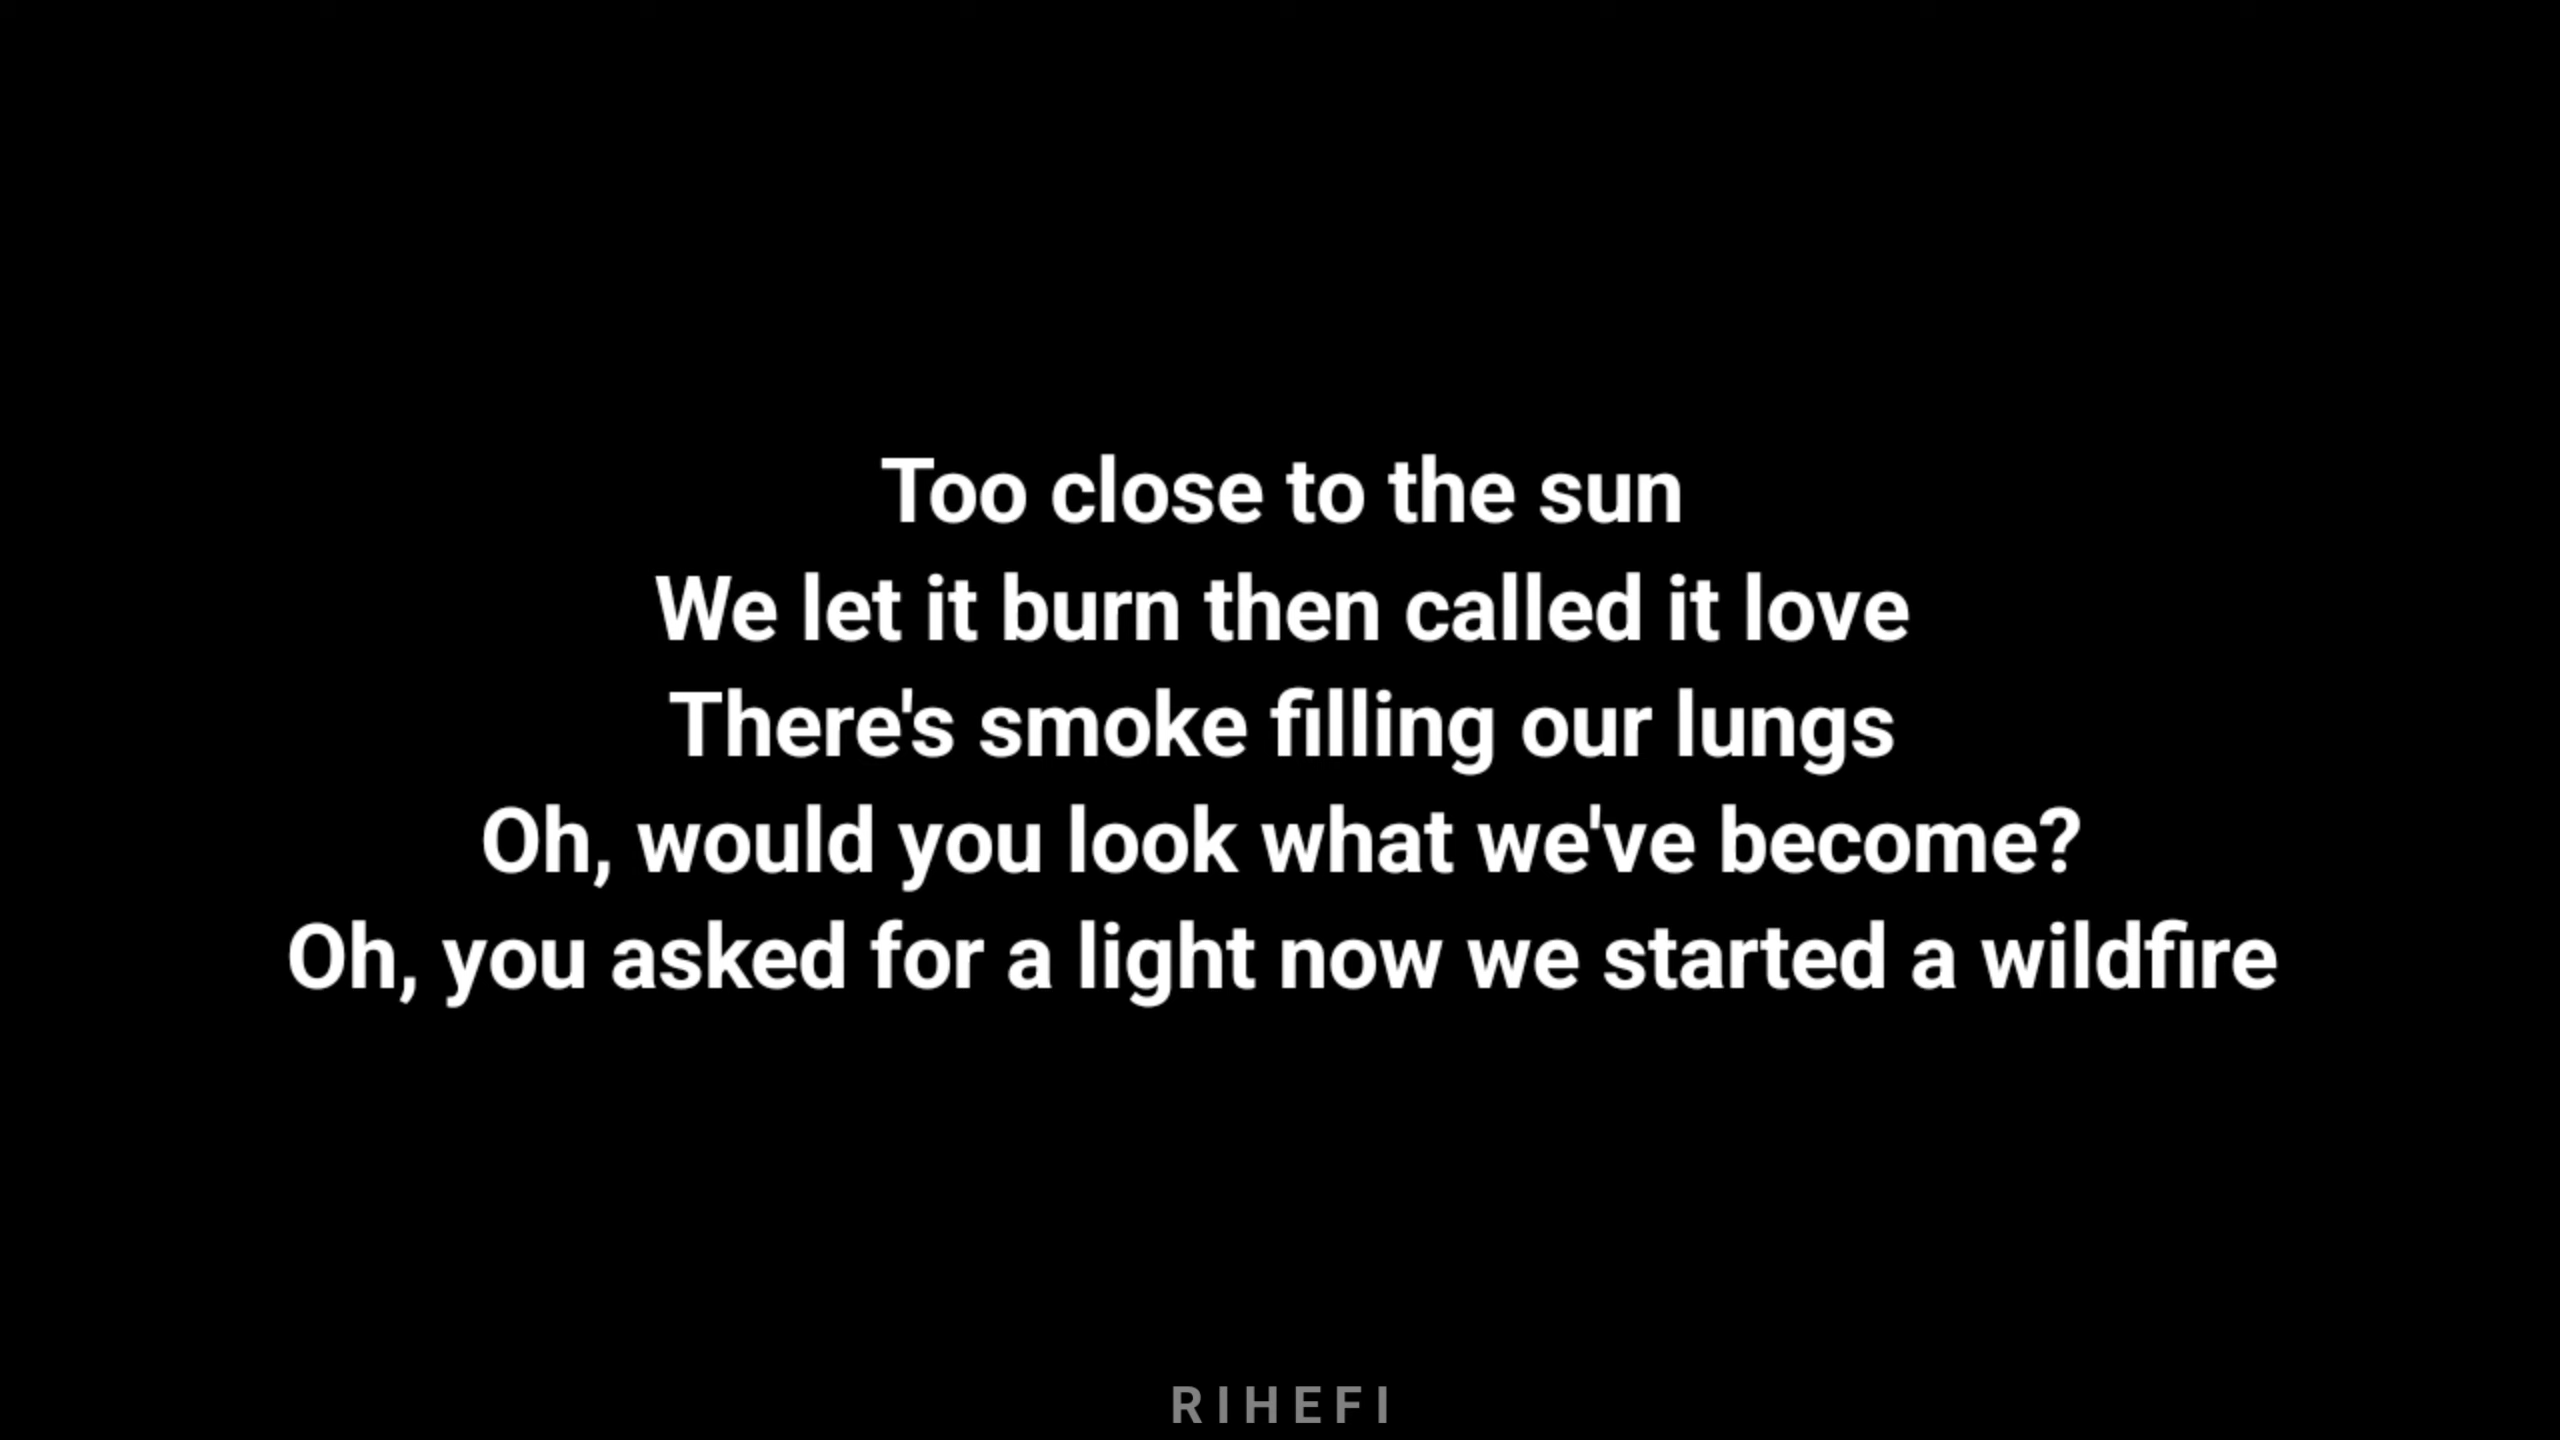 Too close to the sun
We let it burn then called it love
There's smoke filling our lungs
Oh, would you look what we've become?
Oh, you asked for a light now we started a wildfire
RIHEFI